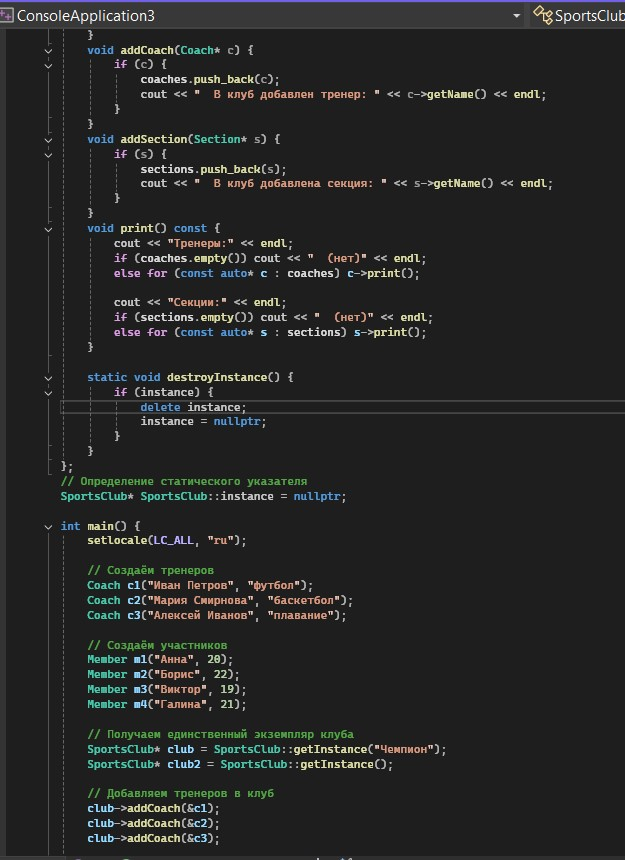 ConsoleApplication3 SportsClub
}
void addCoach(Coach* c) {
if (c) {
coaches.push_back(c);
cout << "  В клуб добавлен тренер: " << c->getName() << endl;
}
}
void addSection(Section* s) {
if (s) {
sections.push_back(s);
cout << "  В клуб добавлена секция: " << s->getName() << endl;
}
}
void print() const {
cout << "Тренеры:" << endl;
if (coaches.empty()) cout << "  (нет)" << endl;
else for (const auto* c : coaches) c->print();
cout << "Секции:" << endl;
if (sections.empty()) cout << "  (нет)" << endl;
else for (const auto* s : sections) s->print();
}
static void destroyInstance() {
if (instance) {
delete instance;
instance = nullptr;
}
}
};
// Определение статического указателя
SportsClub* SportsClub::instance = nullptr;
int main() {
setlocale(LC_ALL, "ru");
// Создаём тренеров
Coach c1("Иван Петров", "футбол");
Coach c2("Мария Смирнова", "баскетбол");
Coach c3("Алексей Иванов", "плавание");
// Создаём участников
Member m1("Анна", 20);
Member m2("Борис", 22);
Member m3("Виктор", 19);
Member m4("Галина", 21);
// Получаем единственный экземпляр клуба
SportsClub* club = SportsClub::getInstance("Чемпион");
SportsClub* club2 = SportsClub::getInstance();
// Добавляем тренеров в клуб
club->addCoach(&c1);
club->addCoach(&c2);
club->addCoach(&c3);